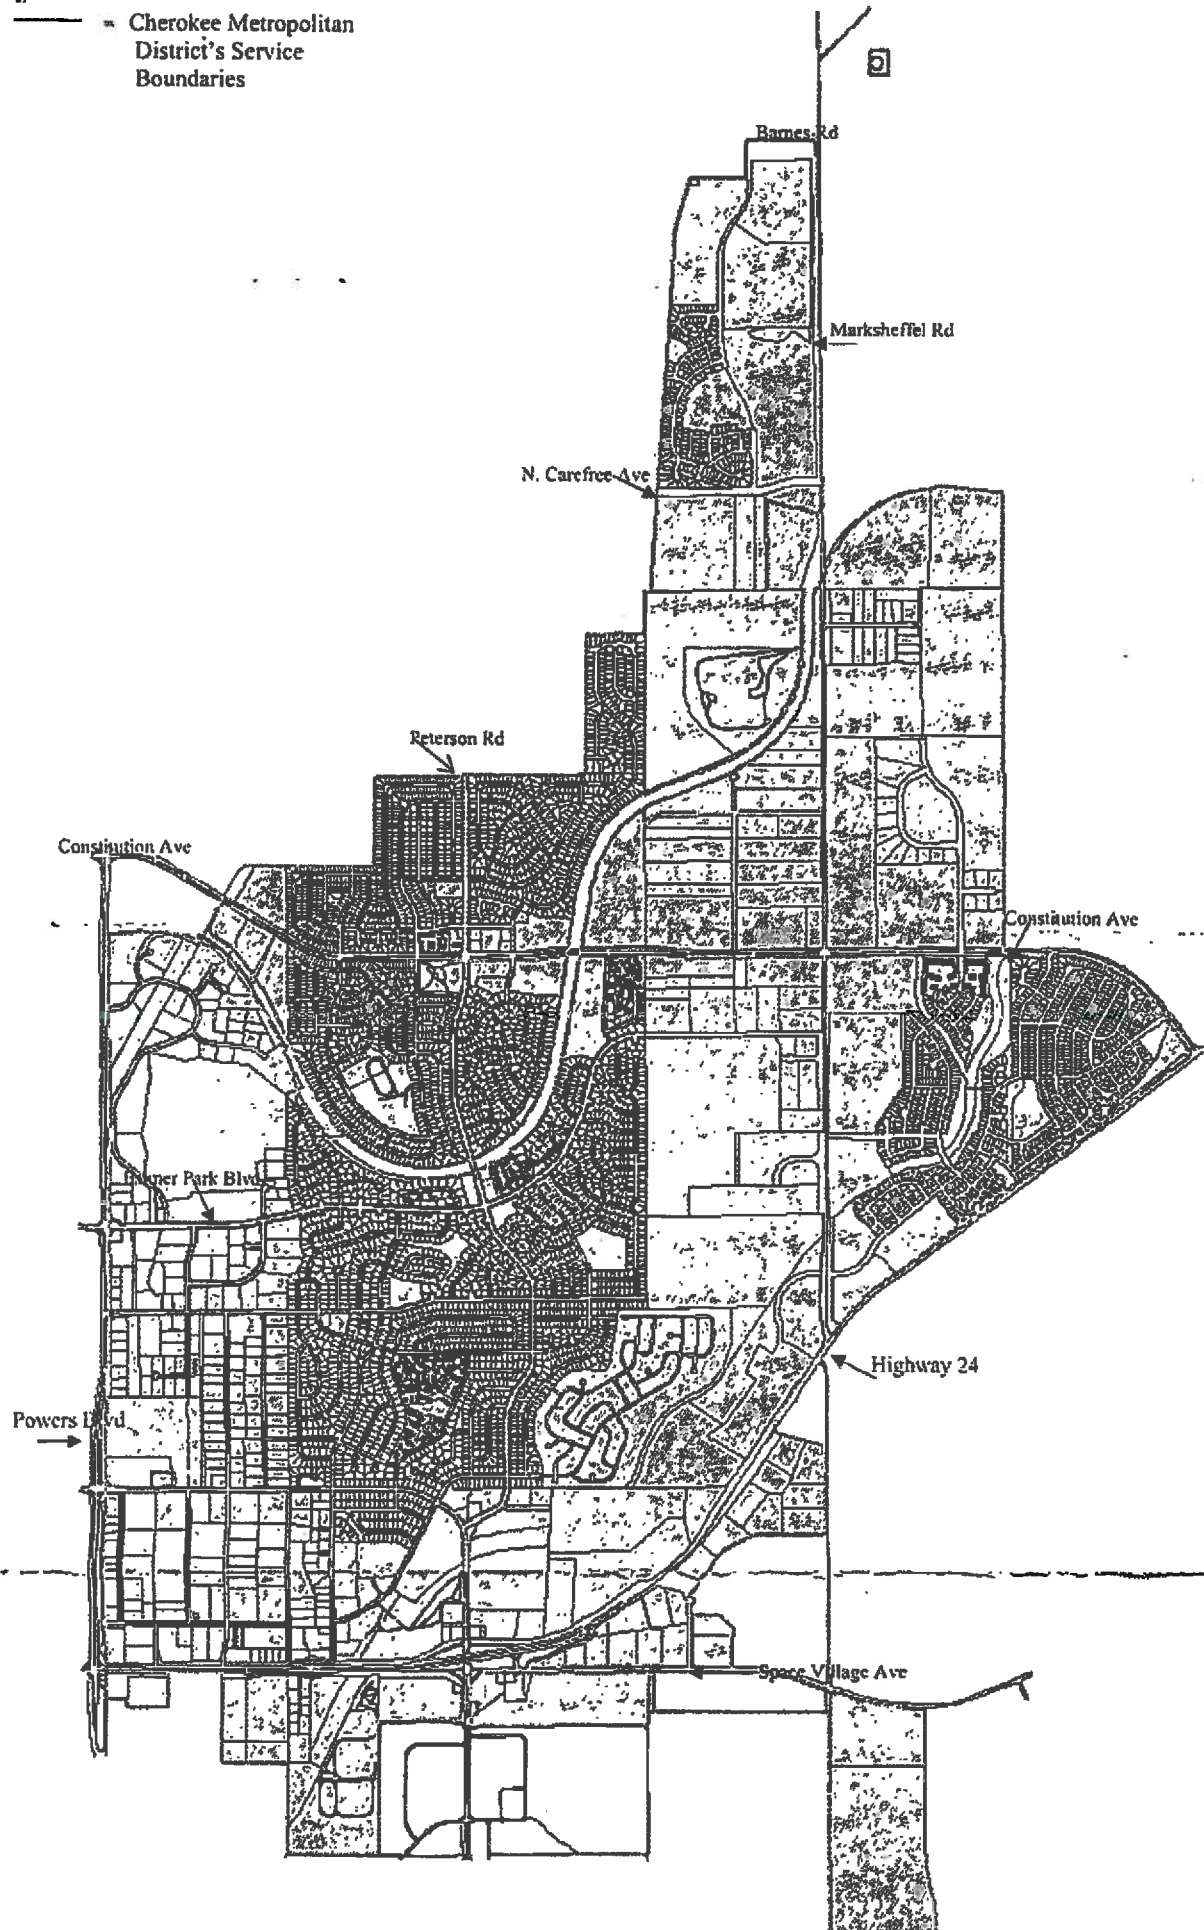 = Cherokee Metropolitan
District's Service
Boundaries
Barnes Rd
Marksheffel Rd
N. Carefree Ave
Peterson Rd
Constitution Ave
Constitution Ave
Park Blvd
Highway 24
Powers Blvd
Space Village Ave